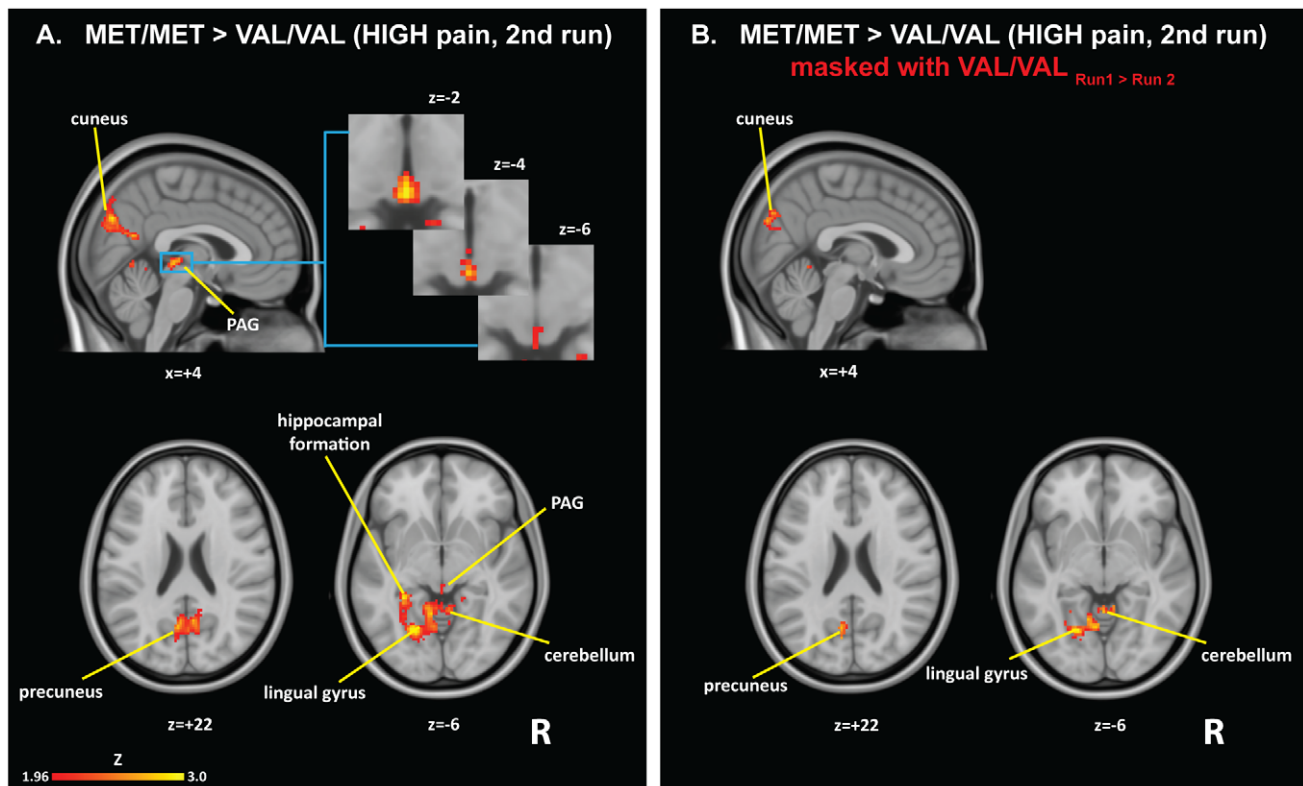 A. MET/MET > VAL/VAL (HIGH pain, 2nd run)
cuneus
z=-2
z=-4
z=-6
PAG
x=+4
hippocampal
formation
PAG
precuneus
lingual gyrus
cerebellum
z=+22
z=-6
R
Z
1.96
3.0
B. MET/MET > VAL/VAL (HIGH pain, 2nd run)
masked with VAL/VAL Run1 > Run 2
cuneus
x=+4
precuneus
lingual gyrus
cerebellum
z=+22
z=-6
R